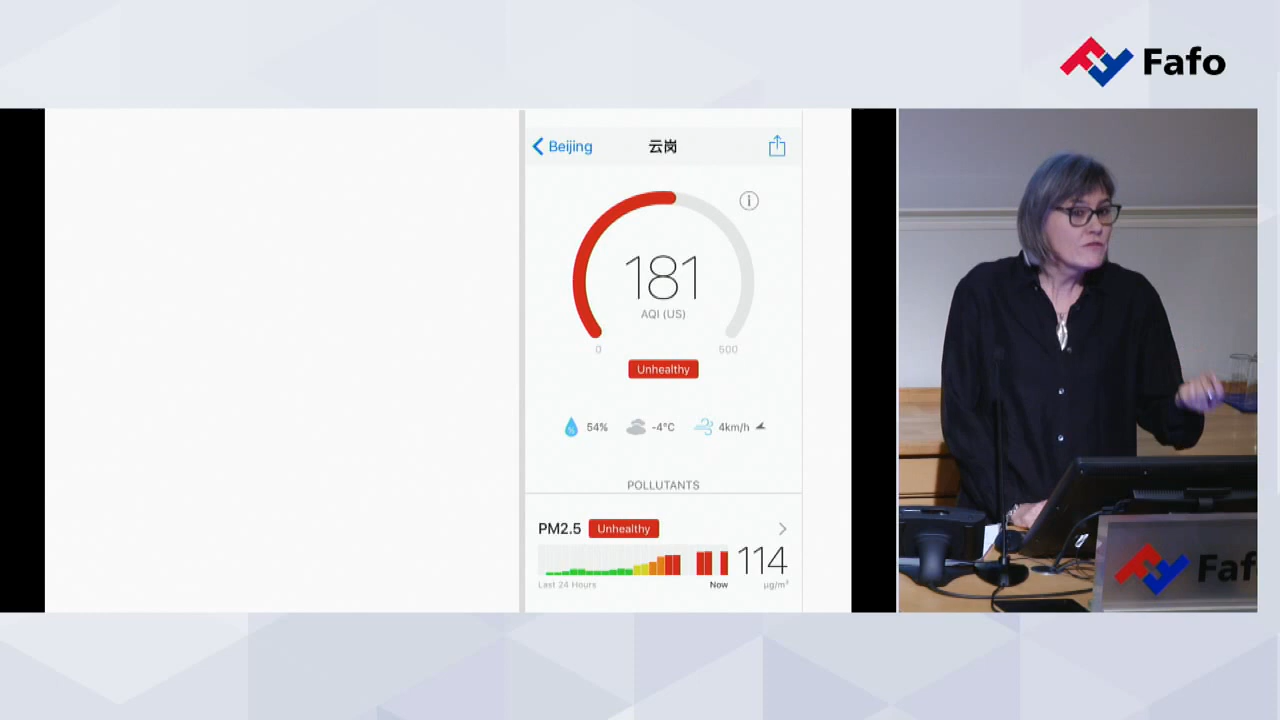 Fafo
Beijing
云岗
181
AQI (US)
0
500
Unhealthy
54%
-4°C
4km/h
POLLUTANTS
PM2.5
Unhealthy
114
Last 24 Hours
Now
µg/m³
Faf